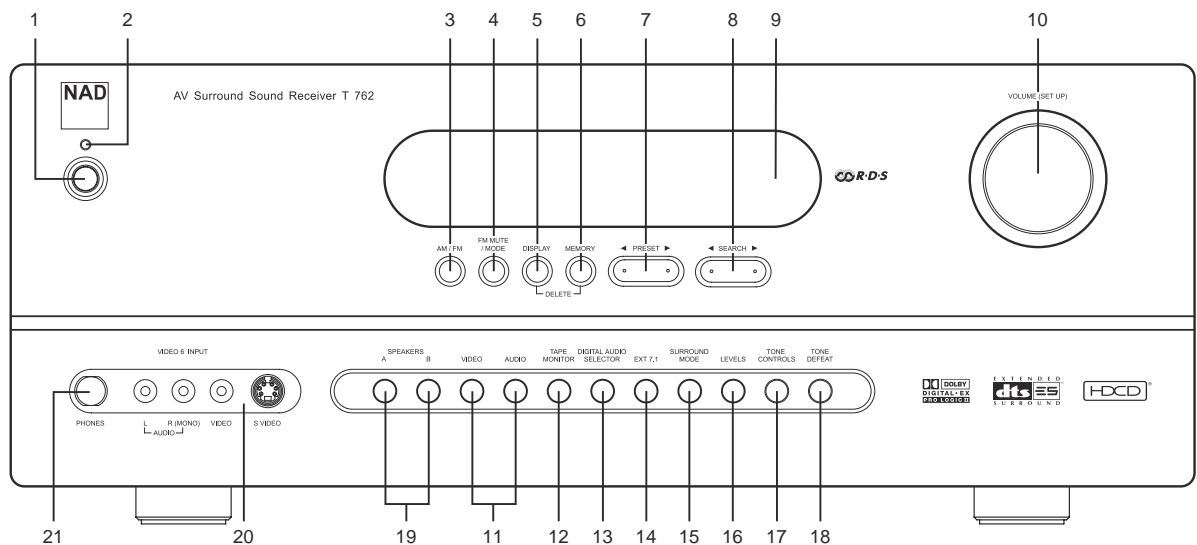 1 2 3 4 5 6 7 8 9 10
NAD
AV Surround Sound Receiver T 762
VOLUME (SET UP)
R·D·S
AM / FM
FM MUTE
/ MODE
DISPLAY
MEMORY
◄ PRESET ►
◄ SEARCH ►
DELETE
VIDEO 6 INPUT
SPEAKERS
A B
VIDEO
AUDIO
TAPE
MONITOR
DIGITAL AUDIO
SELECTOR
EXT 7.1
SURROUND
MODE
LEVELS
TONE
CONTROLS
TONE
DEFEAT
DOLBY
DIGITAL·EX
PRO LOGIC II
EXTENDED
dts ES
SURROUND
HDCD®
PHONES
L R (MONO)
AUDIO
VIDEO
S VIDEO
21 20 19 11 12 13 14 15 16 17 18